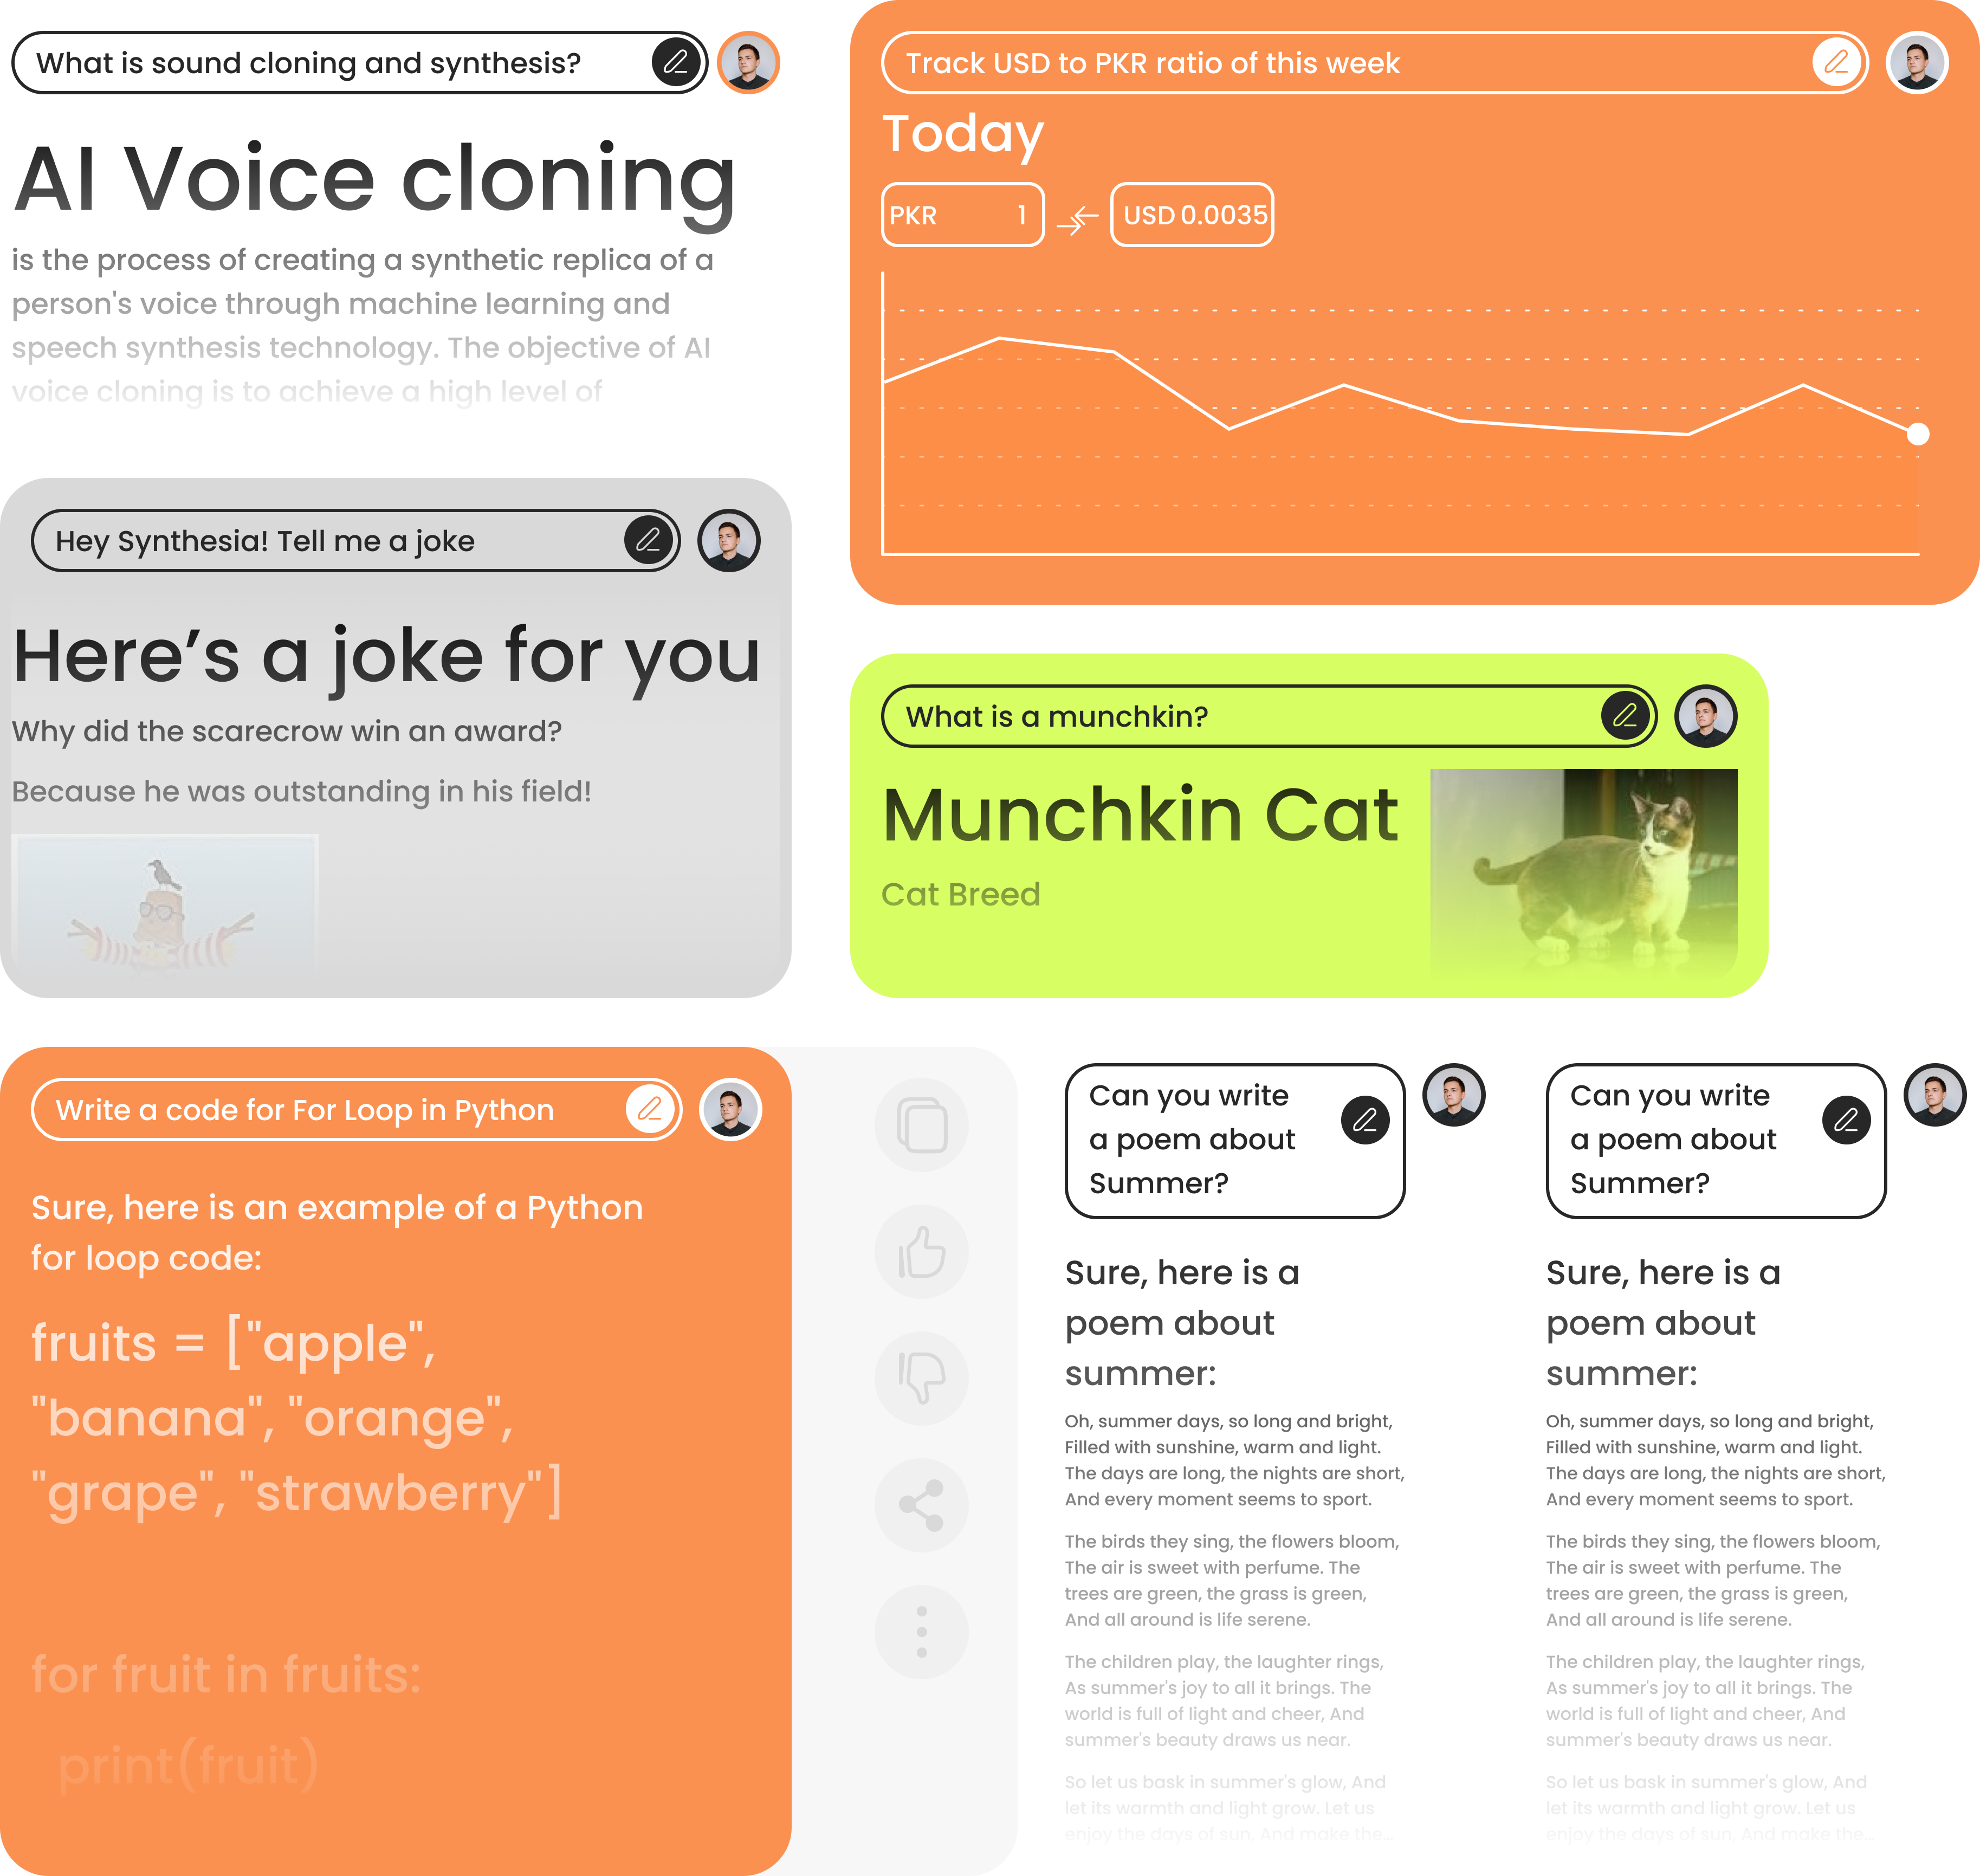 What is sound cloning and synthesis?
AI Voice cloning
is the process of creating a synthetic replica of a
person's voice through machine learning and
speech synthesis technology. The objective of AI
voice cloning is to achieve a high level of
Track USD to PKR ratio of this week
Today
PKR 1 USD 0.0035
Hey Synthesia! Tell me a joke
Here’s a joke for you
Why did the scarecrow win an award?
Because he was outstanding in his field!
What is a munchkin?
Munchkin Cat
Cat Breed
Write a code for For Loop in Python
Sure, here is an example of a Python
for loop code:
fruits = ["apple",
"banana", "orange",
"grape", "strawberry"]
for fruit in fruits:
print(fruit)
Can you write
a poem about
Summer?
Sure, here is a
poem about
summer:
Oh, summer days, so long and bright,
Filled with sunshine, warm and light.
The days are long, the nights are short,
And every moment seems to sport.
The birds they sing, the flowers bloom,
The air is sweet with perfume. The
trees are green, the grass is green,
And all around is life serene.
The children play, the laughter rings,
As summer's joy to all it brings. The
world is full of light and cheer, And
summer's beauty draws us near.
So let us bask in summer's glow, And
let its warmth and light grow. Let us
enjoy the days of sun, And make the...
Can you write
a poem about
Summer?
Sure, here is a
poem about
summer:
Oh, summer days, so long and bright,
Filled with sunshine, warm and light.
The days are long, the nights are short,
And every moment seems to sport.
The birds they sing, the flowers bloom,
The air is sweet with perfume. The
trees are green, the grass is green,
And all around is life serene.
The children play, the laughter rings,
As summer's joy to all it brings. The
world is full of light and cheer, And
summer's beauty draws us near.
So let us bask in summer's glow, And
let its warmth and light grow. Let us
enjoy the days of sun, And make the...